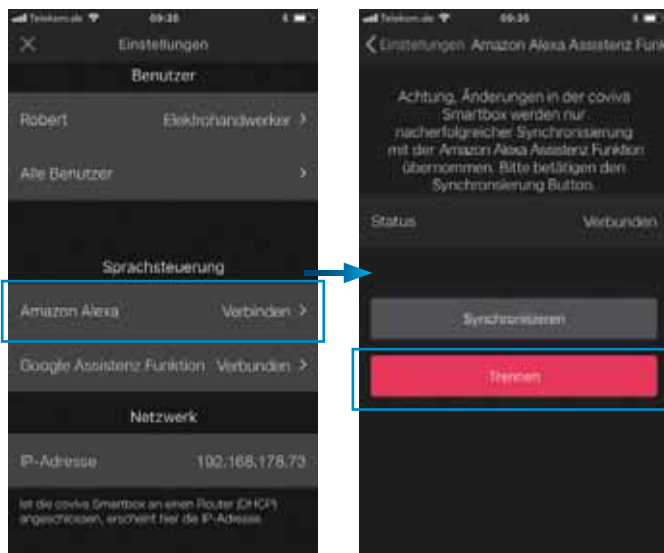 Telekom.de 09:35
Einstellungen
Benutzer
Robert Elektrohandwerker
Alle Benutzer
Sprachsteuerung
Amazon Alexa Verbinden
Google Assistenz Funktion Verbunden
Netzwerk
IP-Adresse 192.168.178.73
Ist die coviva Smartbox an einen Router (DHCP)
angeschlossen, erscheint hier die IP-Adresse.
Telekom.de 09:35
Einstellungen Amazon Alexa Assistenz Funk
Achtung, Änderungen in der coviva
Smartbox werden nur
nacherfolgreicher Synchronisierung
mit der Amazon Alexa Assistenz Funktion
übernommen. Bitte betätigen den
Synchronsierung Button.
Status Verbunden
Synchronisieren
Trennen